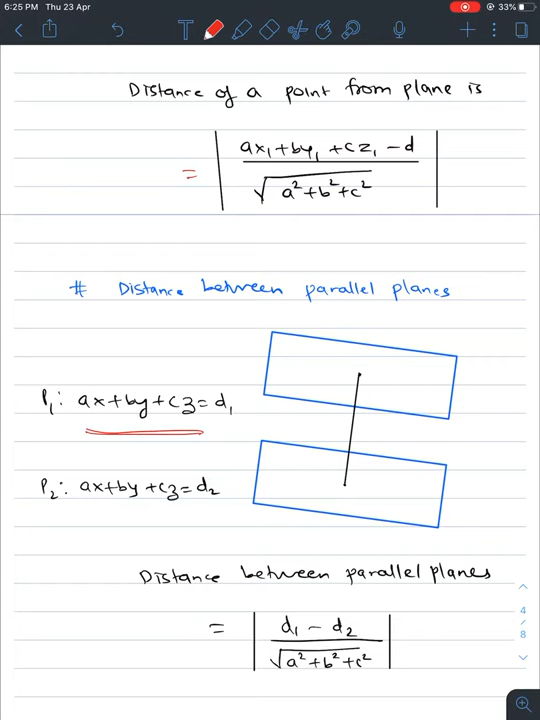 6:25 PM Thu 23 Apr 33%
Distance of a point from plane is
= | ax₁+by₁+cz₁-d / √a²+b²+c² |
# Distance between parallel planes
P₁: ax+by+cz=d₁
P₂: ax+by+cz=d₂
Distance between parallel planes
= | d₁-d₂ / √a²+b²+c² |
4/8